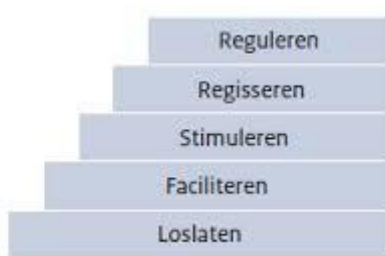 Reguleren
Regisseren
Stimuleren
Faciliteren
Loslaten